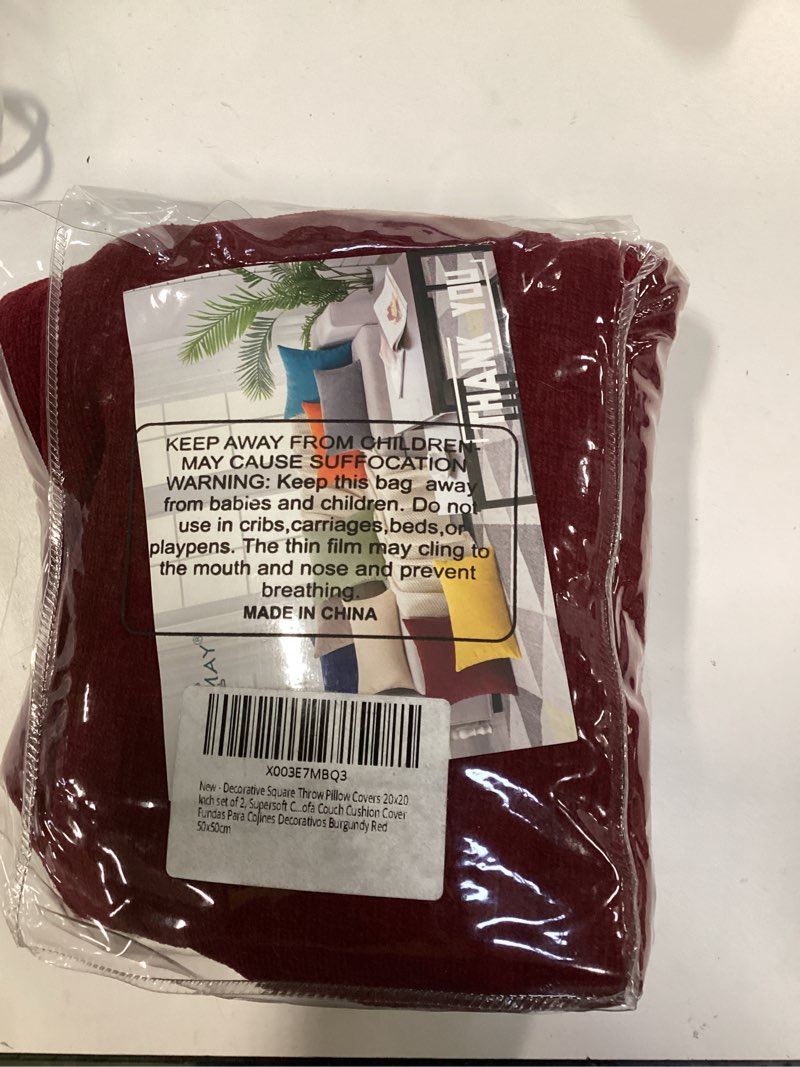 THANK YOU
KEEP AWAY FROM CHILDREN.
MAY CAUSE SUFFOCATION
WARNING: Keep this bag away
from babies and children. Do not
use in cribs,carriages,beds,or
playpens. The thin film may cling to
the mouth and nose and prevent
breathing.
MADE IN CHINA
MAY®
X003E7MBQ3
New - Decorative Square Throw Pillow Covers 20x20
Inch set of 2, Supersoft C...ofa Couch Cushion Cover
Fundas Para Cojines Decorativos Burgundy Red
50x50cm